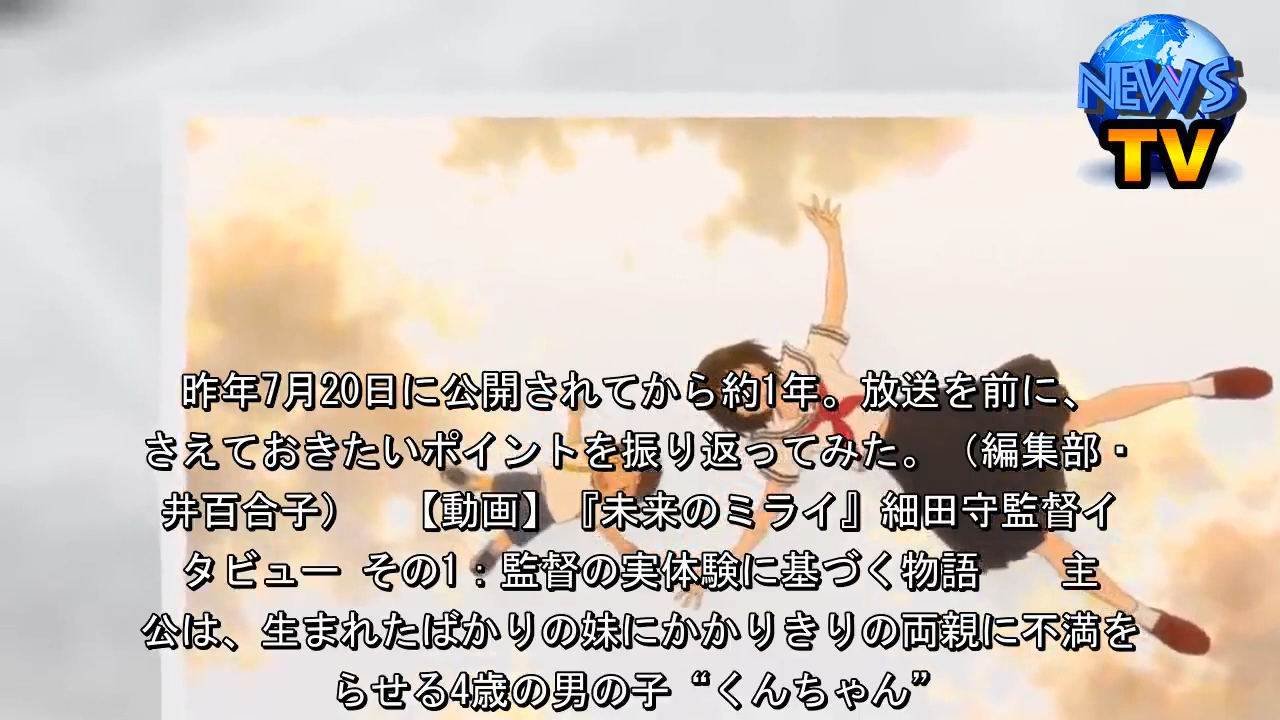 NEWS
TV
昨年7月20日に公開されてから約1年。放送を前に、
さえておきたいポイントを振り返ってみた。（編集部・
井百合子）　【動画】『未来のミライ』細田守監督イ
タビュー その1：監督の実体験に基づく物語　　主
公は、生まれたばかりの妹にかかりきりの両親に不満を
らせる4歳の男の子“くんちゃん”